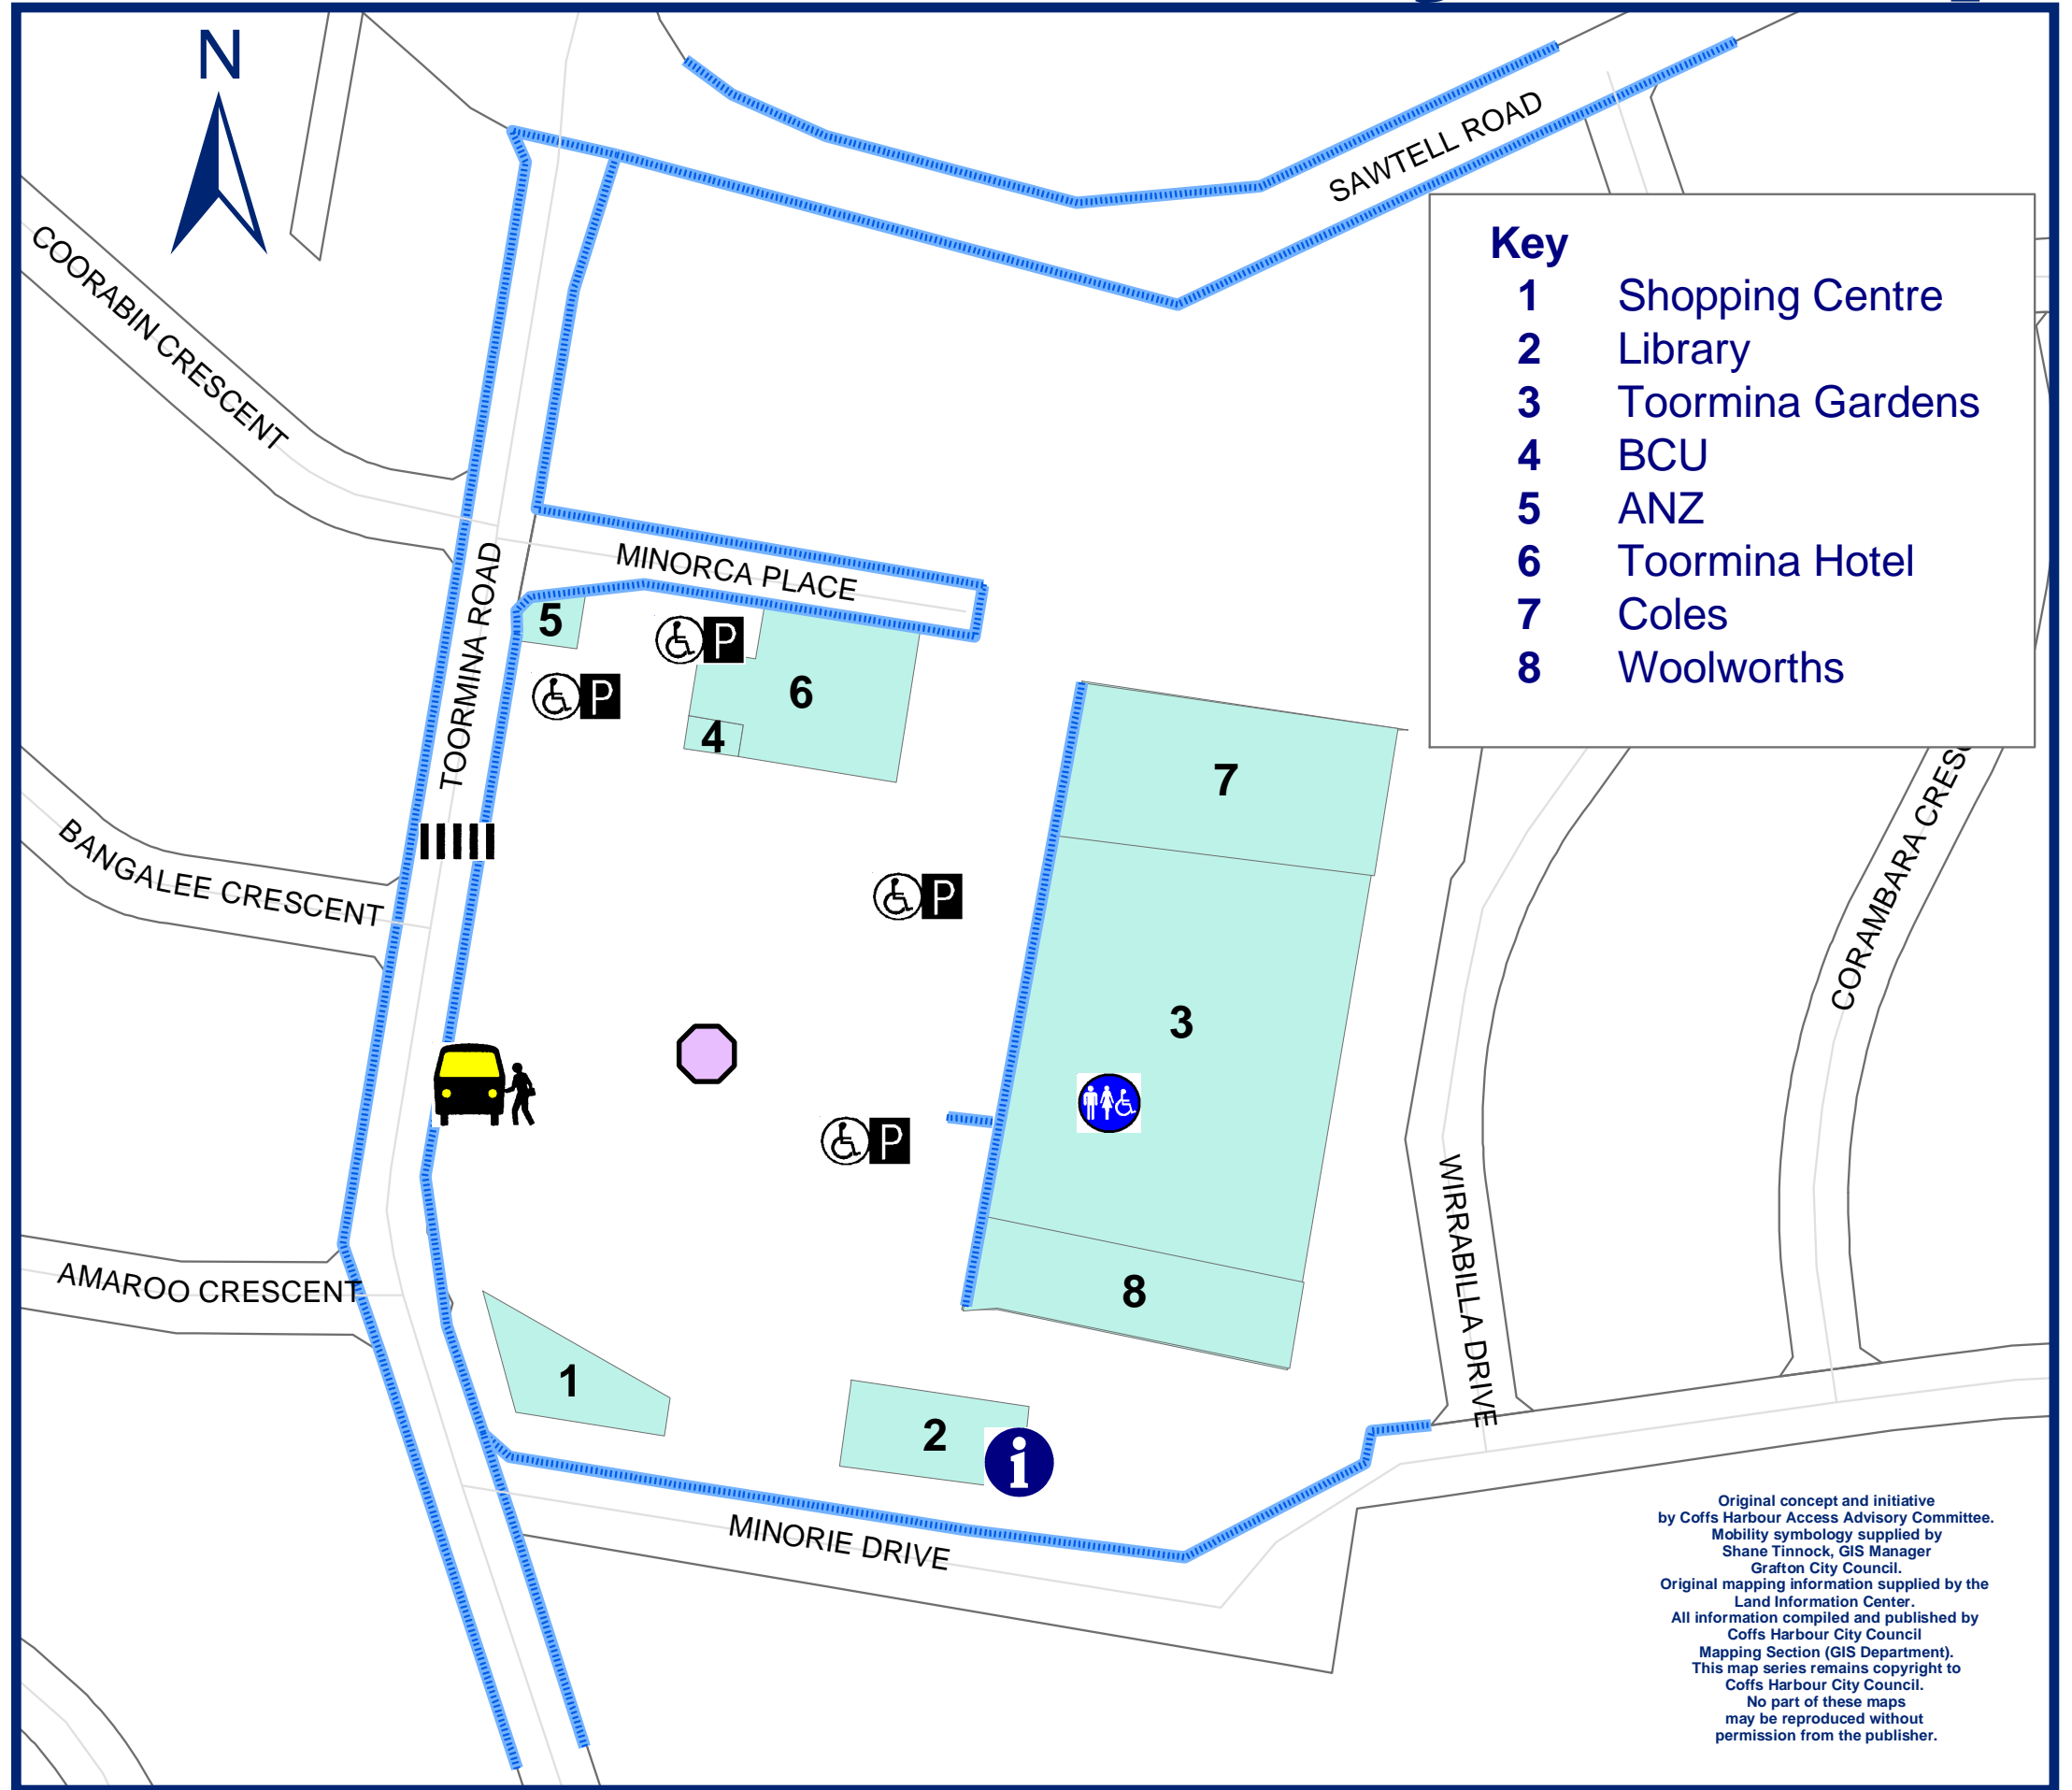 N
SAWTELL ROAD
COORABIN CRESCENT
Key
1 Shopping Centre
2 Library
3 Toormina Gardens
4 BCU
5 ANZ
6 Toormina Hotel
7 Coles
8 Woolworths
MINORCA PLACE
TOORMINA ROAD
5
P
P
6
4
7
BANGALEE CRESCENT
P
CORAMBARA CRESC
3
P
WIRRABILLA DRIVE
AMAROO CRESCENT
8
1
2
i
MINORIE DRIVE
Original concept and initiative
by Coffs Harbour Access Advisory Committee.
Mobility symbology supplied by
Shane Tinnock, GIS Manager
Grafton City Council.
Original mapping information supplied by the
Land Information Center.
All information compiled and published by
Coffs Harbour City Council
Mapping Section (GIS Department).
This map series remains copyright to
Coffs Harbour City Council.
No part of these maps
may be reproduced without
permission from the publisher.